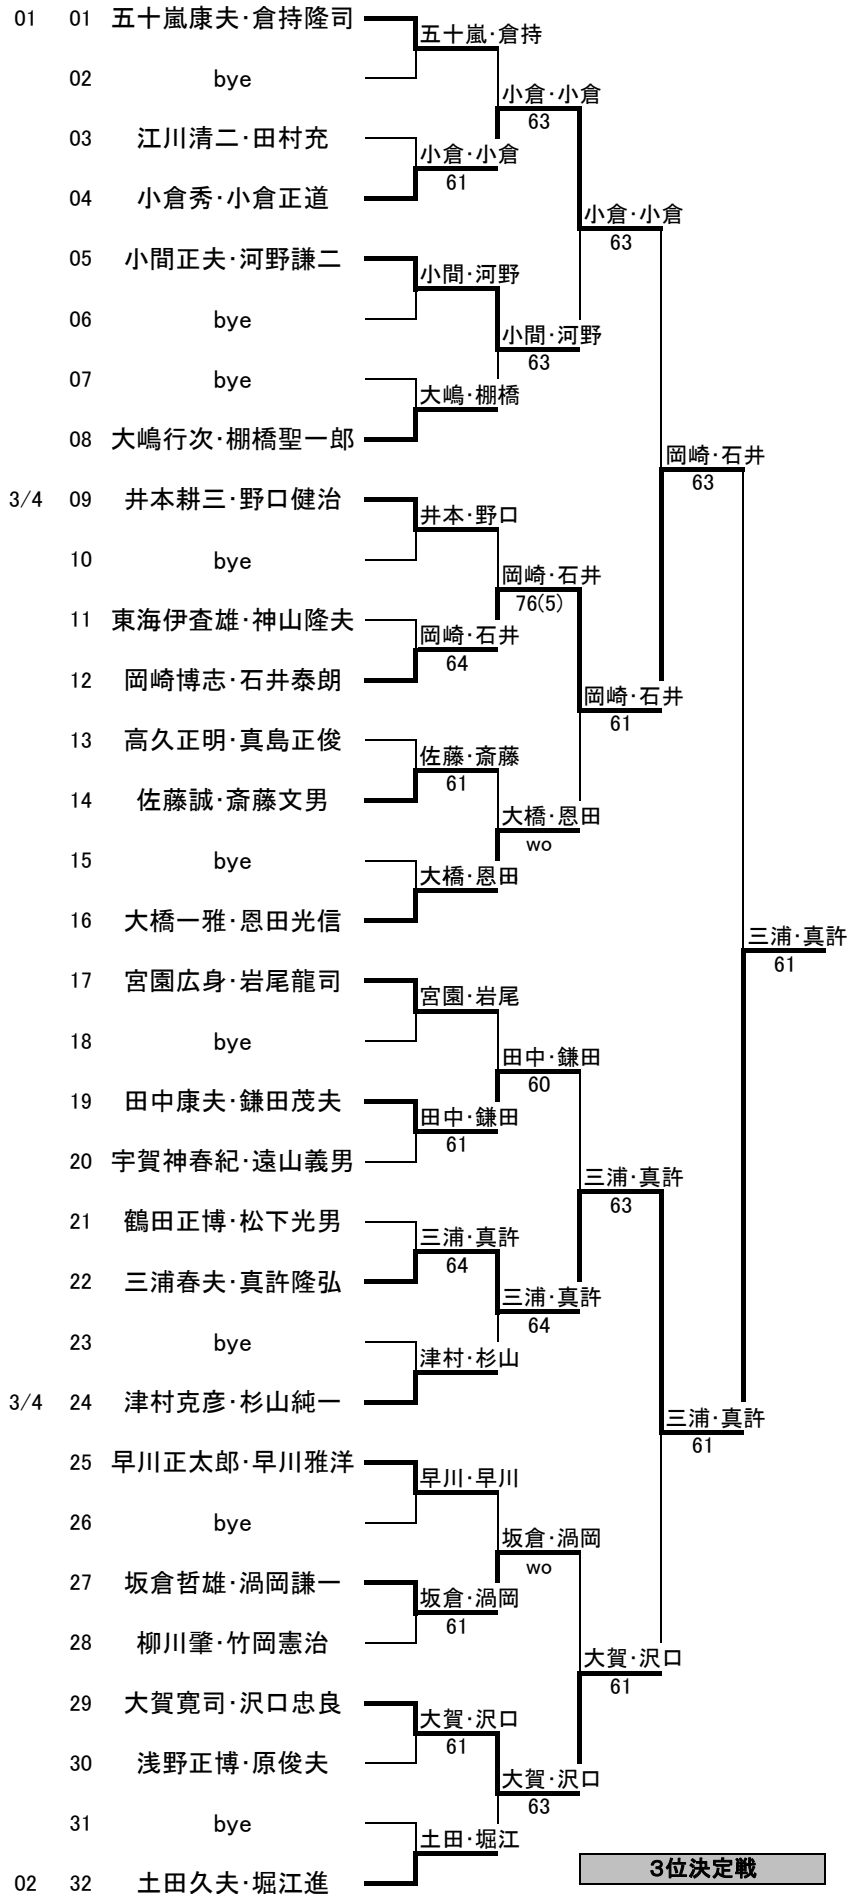 01 01 五十嵐康夫･倉持隆司
五十嵐･倉持
02 bye
小倉･小倉
63
03 江川清二･田村充
小倉･小倉
61
04 小倉秀･小倉正道
小倉･小倉
63
05 小間正夫･河野謙二
小間･河野
06 bye
小間･河野
63
07 bye
大嶋･棚橋
08 大嶋行次･棚橋聖一郎
岡崎･石井
63
3/4 09 井本耕三･野口健治
井本･野口
10 bye
岡崎･石井
76(5)
11 東海伊査雄･神山隆夫
岡崎･石井
64
12 岡崎博志･石井泰朗
岡崎･石井
61
13 高久正明･真島正俊
佐藤･斎藤
61
14 佐藤誠･斎藤文男
大橋･恩田
wo
15 bye
大橋･恩田
16 大橋一雅･恩田光信
三浦･真許
61
17 宮園広身･岩尾龍司
宮園･岩尾
18 bye
田中･鎌田
60
19 田中康夫･鎌田茂夫
田中･鎌田
61
20 宇賀神春紀･遠山義男
三浦･真許
63
21 鶴田正博･松下光男
三浦･真許
64
22 三浦春夫･真許隆弘
三浦･真許
64
23 bye
津村･杉山
3/4 24 津村克彦･杉山純一
三浦･真許
61
25 早川正太郎･早川雅洋
早川･早川
26 bye
坂倉･渦岡
wo
27 坂倉哲雄･渦岡謙一
坂倉･渦岡
61
28 柳川肇･竹岡憲治
大賀･沢口
61
29 大賀寛司･沢口忠良
大賀･沢口
61
30 浅野正博･原俊夫
大賀･沢口
63
31 bye
土田･堀江
3位決定戦
02 32 土田久夫･堀江進